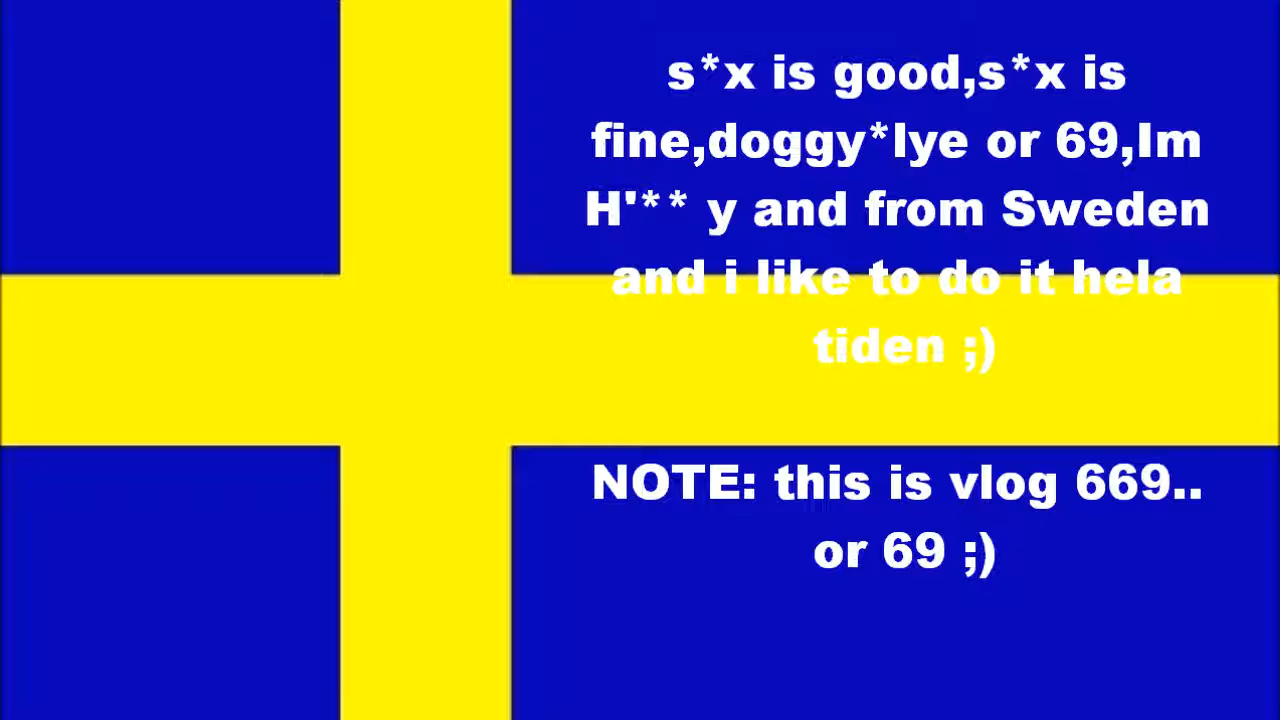 s*x is good,s*x is
fine,doggy*lye or 69,Im
H'** y and from Sweden
and i like to do it hela
tiden ;)
NOTE: this is vlog 669..
or 69 ;)